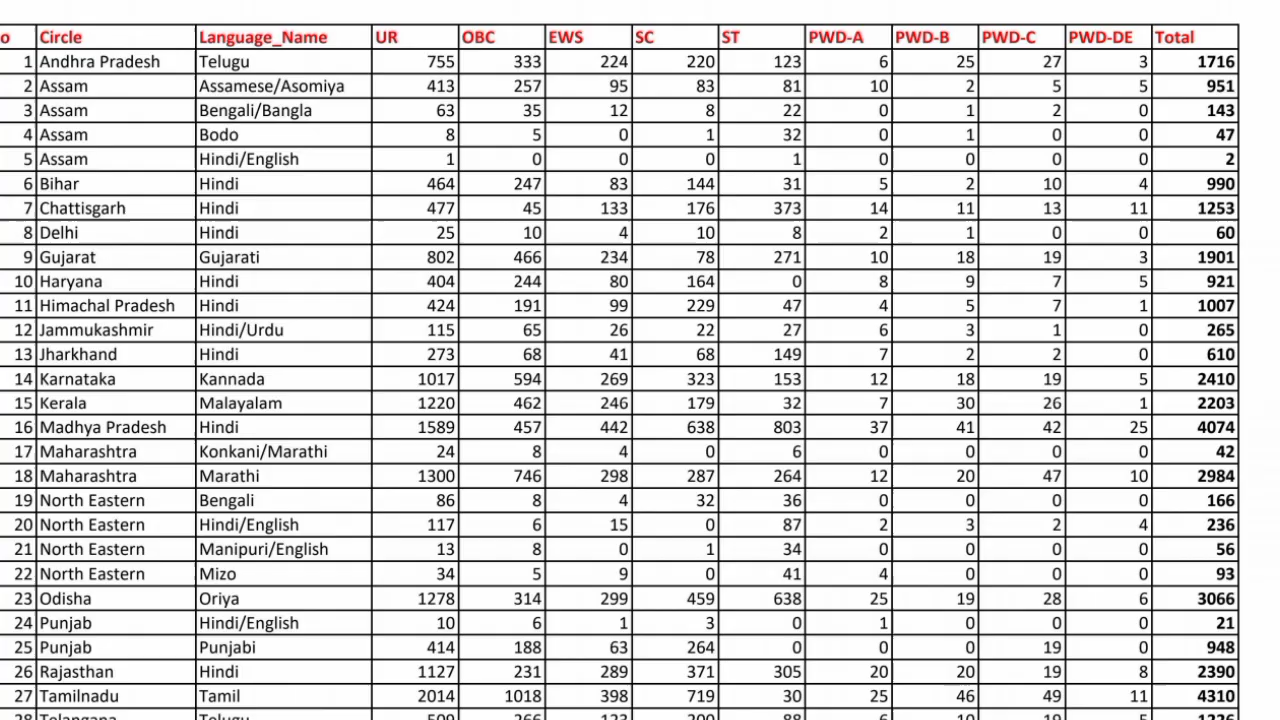 o Circle Language_Name UR OBC EWS SC ST PWD-A PWD-B PWD-C PWD-DE Total
1 Andhra Pradesh Telugu 755 333 224 220 123 6 25 27 3 1716
2 Assam Assamese/Asomiya 413 257 95 83 81 10 2 5 5 951
3 Assam Bengali/Bangla 63 35 12 8 22 0 1 2 0 143
4 Assam Bodo 8 5 0 1 32 0 1 0 0 47
5 Assam Hindi/English 1 0 0 0 1 0 0 0 0 2
6 Bihar Hindi 464 247 83 144 31 5 2 10 4 990
7 Chattisgarh Hindi 477 45 133 176 373 14 11 13 11 1253
8 Delhi Hindi 25 10 4 10 8 2 1 0 0 60
9 Gujarat Gujarati 802 466 234 78 271 10 18 19 3 1901
10 Haryana Hindi 404 244 80 164 0 8 9 7 5 921
11 Himachal Pradesh Hindi 424 191 99 229 47 4 5 7 1 1007
12 Jammukashmir Hindi/Urdu 115 65 26 22 27 6 3 1 0 265
13 Jharkhand Hindi 273 68 41 68 149 7 2 2 0 610
14 Karnataka Kannada 1017 594 269 323 153 12 18 19 5 2410
15 Kerala Malayalam 1220 462 246 179 32 7 30 26 1 2203
16 Madhya Pradesh Hindi 1589 457 442 638 803 37 41 42 25 4074
17 Maharashtra Konkani/Marathi 24 8 4 0 6 0 0 0 0 42
18 Maharashtra Marathi 1300 746 298 287 264 12 20 47 10 2984
19 North Eastern Bengali 86 8 4 32 36 0 0 0 0 166
20 North Eastern Hindi/English 117 6 15 0 87 2 3 2 4 236
21 North Eastern Manipuri/English 13 8 0 1 34 0 0 0 0 56
22 North Eastern Mizo 34 5 9 0 41 4 0 0 0 93
23 Odisha Oriya 1278 314 299 459 638 25 19 28 6 3066
24 Punjab Hindi/English 10 6 1 3 0 1 0 0 0 21
25 Punjab Punjabi 414 188 63 264 0 0 0 19 0 948
26 Rajasthan Hindi 1127 231 289 371 305 20 20 19 8 2390
27 Tamilnadu Tamil 2014 1018 398 719 30 25 46 49 11 4310
28 Telangana Telugu